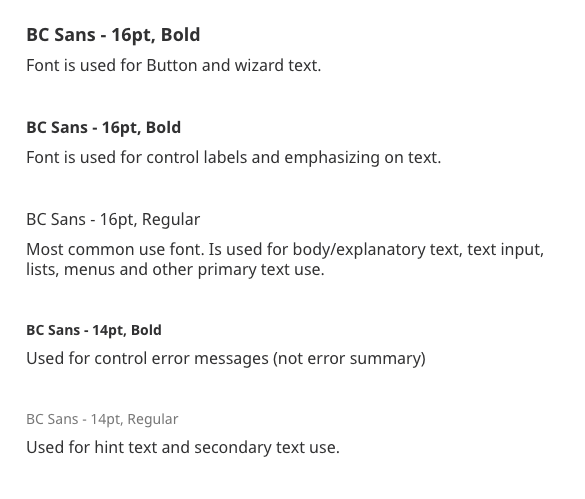 BC Sans - 16pt, Bold
Font is used for Button and wizard text.
BC Sans - 16pt, Bold
Font is used for control labels and emphasizing on text.
BC Sans - 16pt, Regular
Most common use font. Is used for body/explanatory text, text input,
lists, menus and other primary text use.
BC Sans - 14pt, Bold
Used for control error messages (not error summary)
BC Sans - 14pt, Regular
Used for hint text and secondary text use.